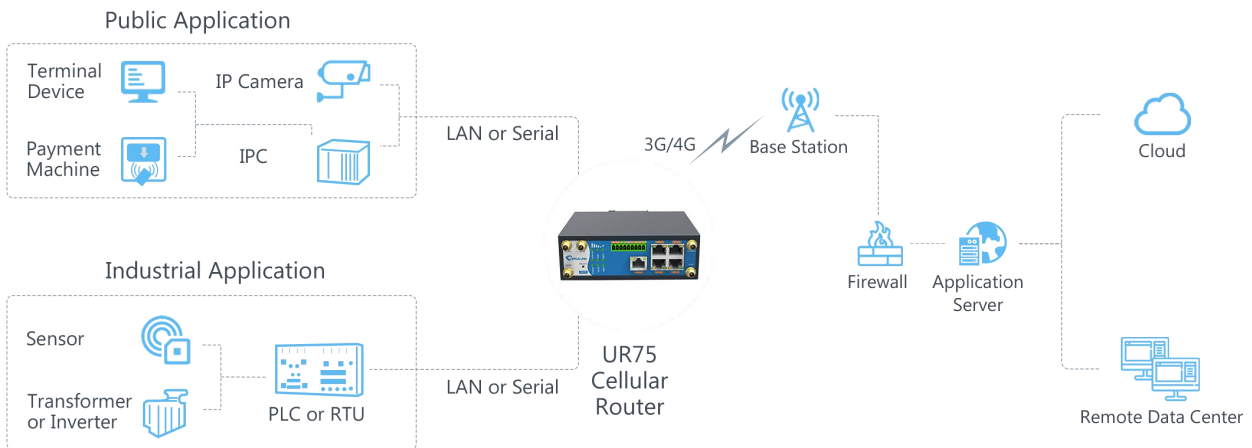 Public Application
Terminal
Device
IP Camera
Payment
Machine
IPC
LAN or Serial
3G/4G
Base Station
Cloud
Industrial Application
Firewall
Application
Server
Sensor
Transformer
or Inverter
PLC or RTU
LAN or Serial
UR75
Cellular
Router
Remote Data Center